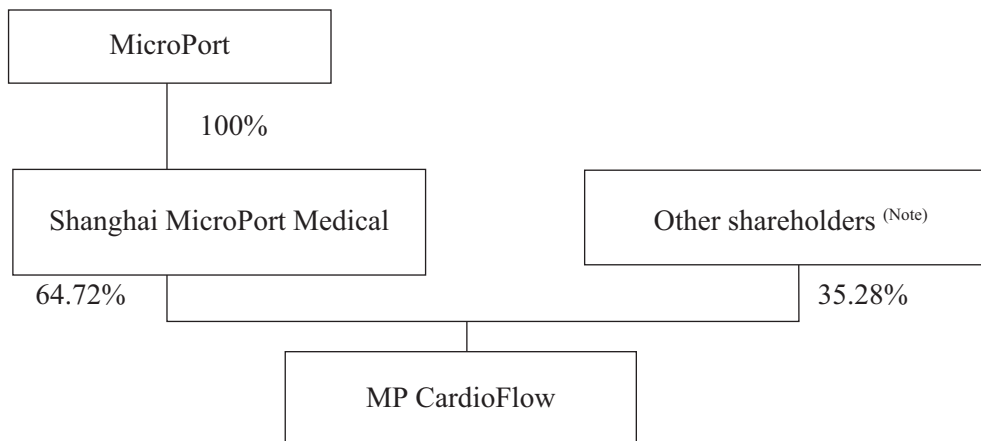 MicroPort
100%
Shanghai MicroPort Medical
Other shareholders (Note)
64.72%
35.28%
MP CardioFlow